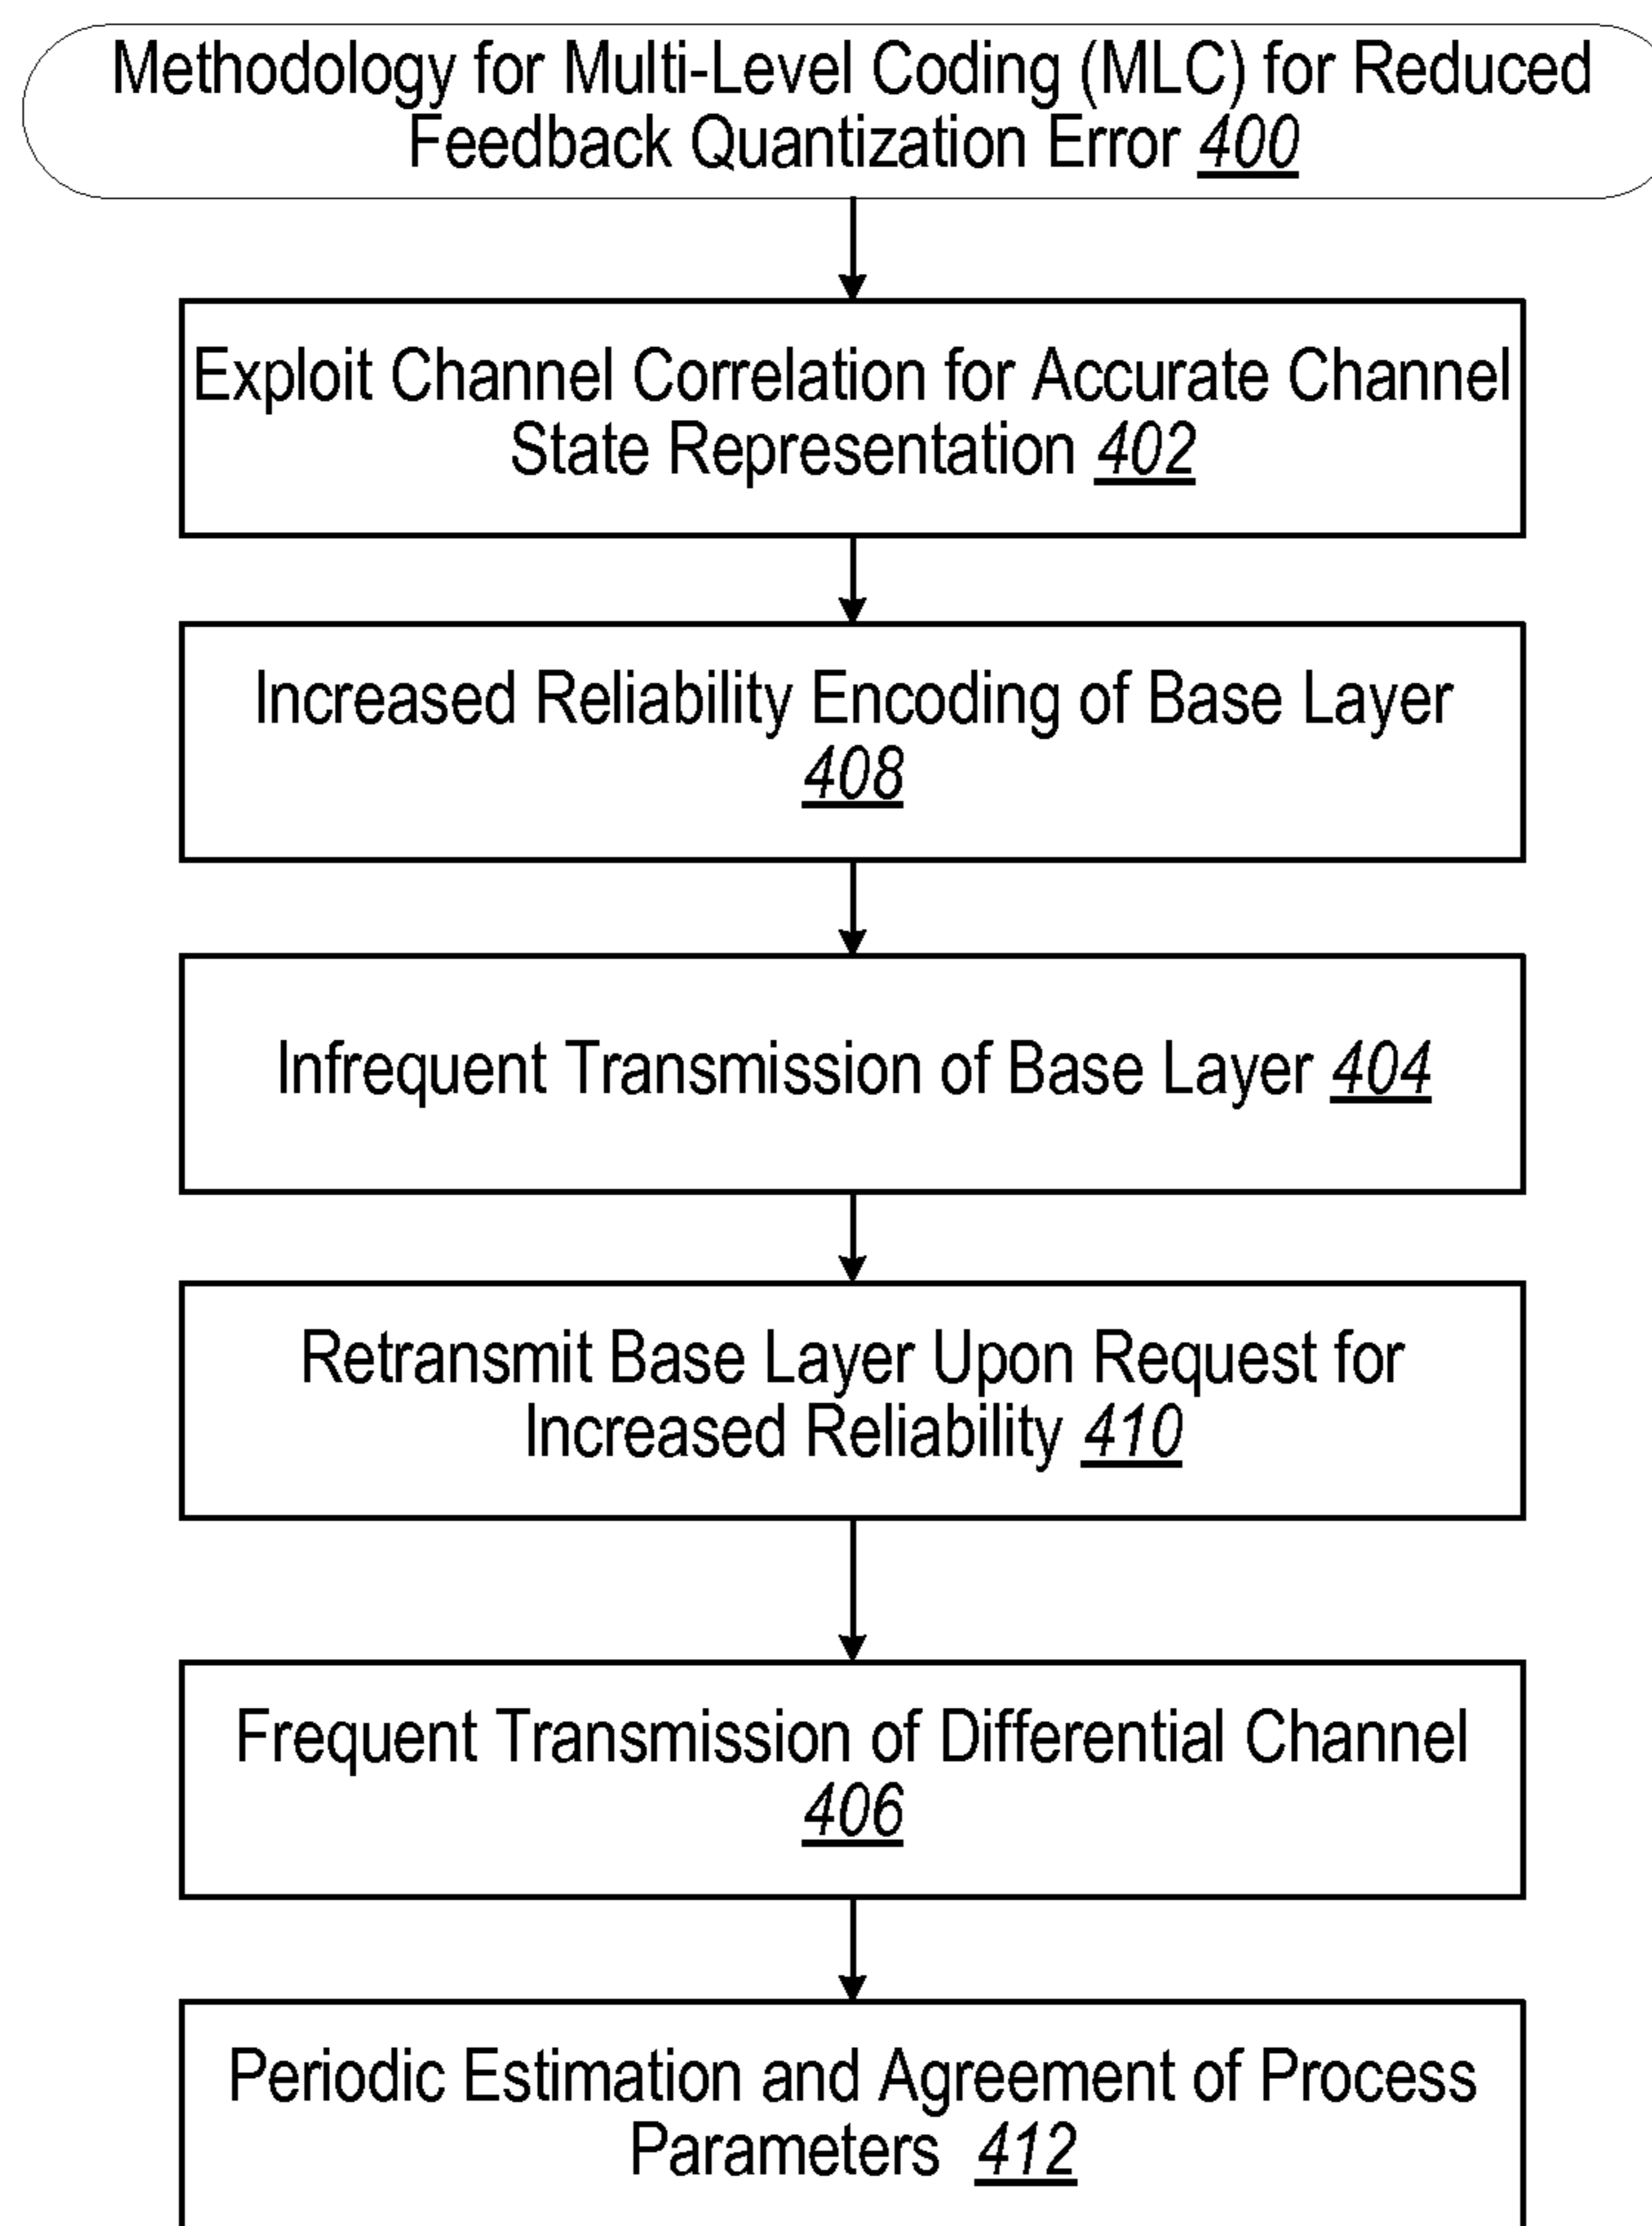 Methodology for Multi-Level Coding (MLC) for Reduced
Feedback Quantization Error 400
Exploit Channel Correlation for Accurate Channel
State Representation 402
Increased Reliability Encoding of Base Layer
408
Infrequent Transmission of Base Layer 404
Retransmit Base Layer Upon Request for
Increased Reliability 410
Frequent Transmission of Differential Channel
406
Periodic Estimation and Agreement of Process
Parameters 412